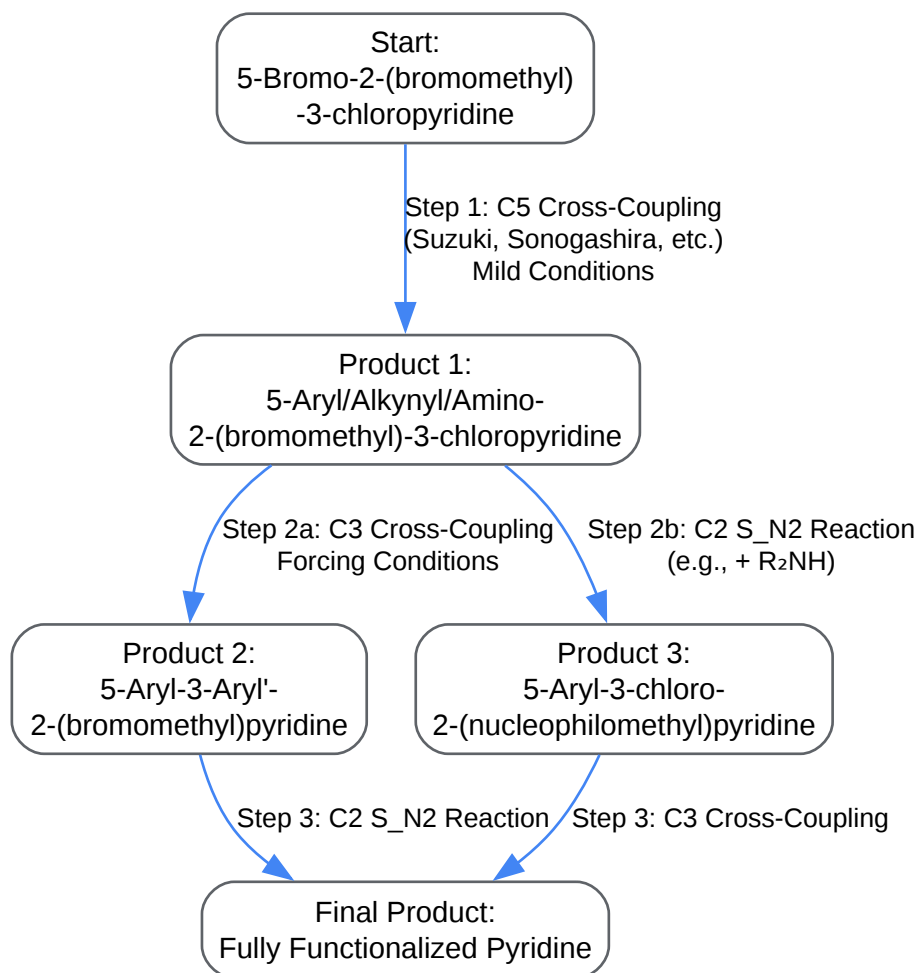 Start:
5-Bromo-2-(bromomethyl)
-3-chloropyridine
Step 1: C5 Cross-Coupling
(Suzuki, Sonogashira, etc.)
Mild Conditions
Product 1:
5-Aryl/Alkynyl/Amino-
2-(bromomethyl)-3-chloropyridine
Step 2a: C3 Cross-Coupling
Forcing Conditions
Step 2b: C2 S_N2 Reaction
(e.g., + R₂NH)
Product 2:
5-Aryl-3-Aryl'-
2-(bromomethyl)pyridine
Product 3:
5-Aryl-3-chloro-
2-(nucleophilomethyl)pyridine
Step 3: C2 S_N2 Reaction
Step 3: C3 Cross-Coupling
Final Product:
Fully Functionalized Pyridine